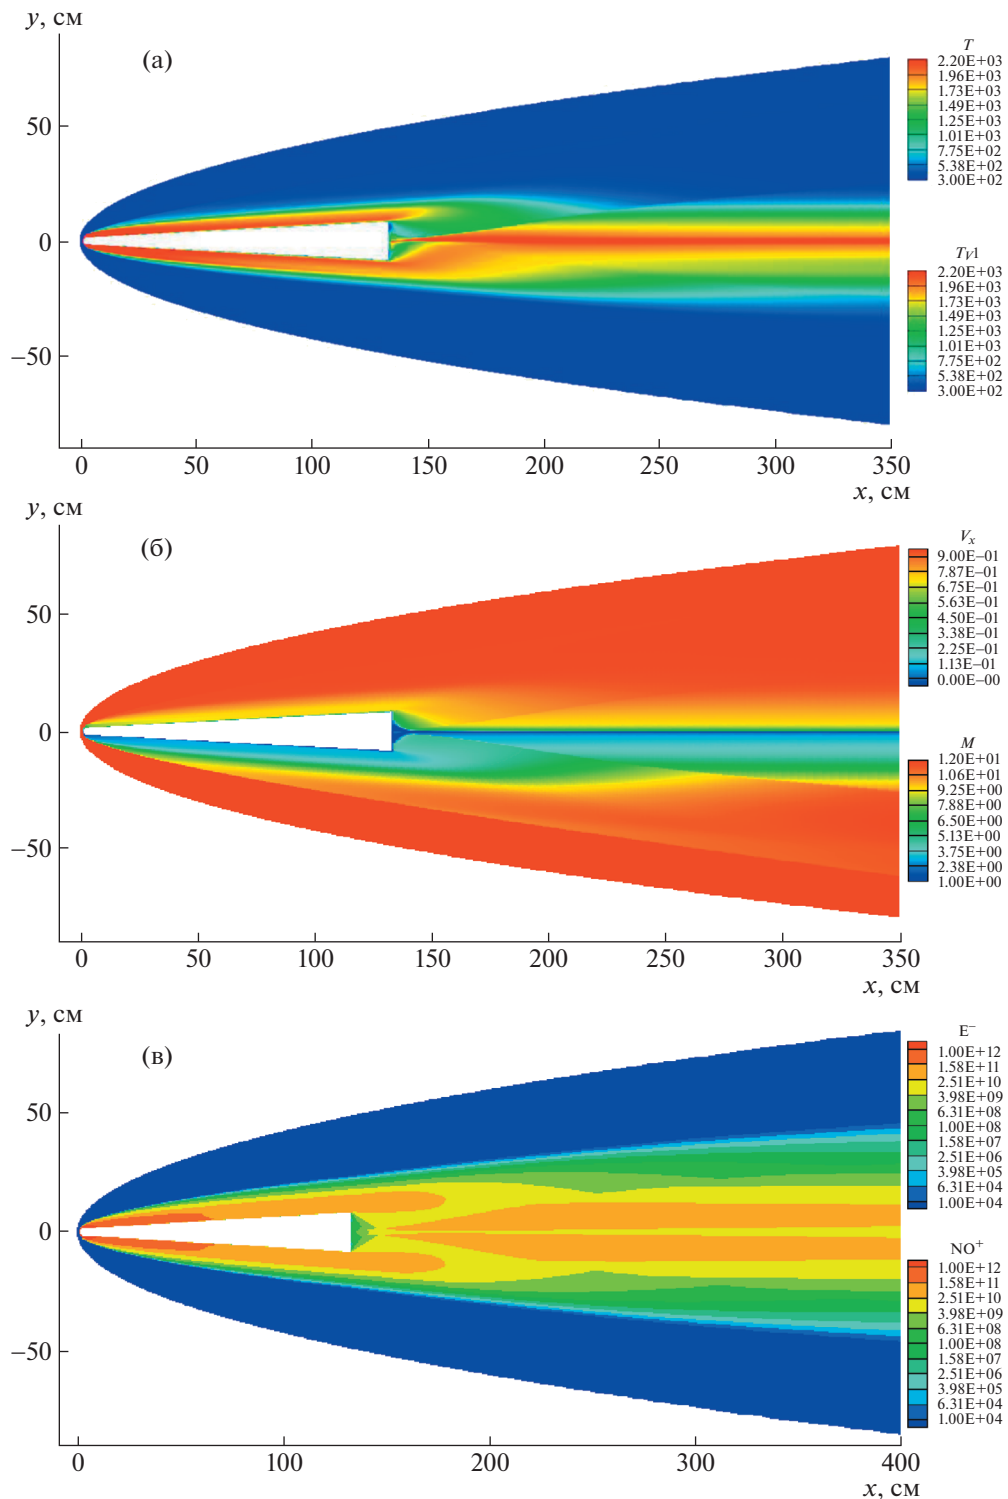 y, см
(а)
50
0
−50
0 50 100 150 200 250 300 350
x, см
T
2.20E+03
1.96E+03
1.73E+03
1.49E+03
1.25E+03
1.01E+03
7.75E+02
5.38E+02
3.00E+02
TV1
2.20E+03
1.96E+03
1.73E+03
1.49E+03
1.25E+03
1.01E+03
7.75E+02
5.38E+02
3.00E+02
y, см
(б)
50
0
−50
0 50 100 150 200 250 300 350
x, см
Vx
9.00E−01
7.87E−01
6.75E−01
5.63E−01
4.50E−01
3.38E−01
2.25E−01
1.13E−01
0.00E−00
M
1.20E+01
1.06E+01
9.25E+00
7.88E+00
6.50E+00
5.13E+00
3.75E+00
2.38E+00
1.00E+00
y, см
(в)
50
0
−50
0 100 200 300 400
x, см
E−
1.00E+12
1.58E+11
2.51E+10
3.98E+09
6.31E+08
1.00E+08
1.58E+07
2.51E+06
3.98E+05
6.31E+04
1.00E+04
NO+
1.00E+12
1.58E+11
2.51E+10
3.98E+09
6.31E+08
1.00E+08
1.58E+07
2.51E+06
3.98E+05
6.31E+04
1.00E+04